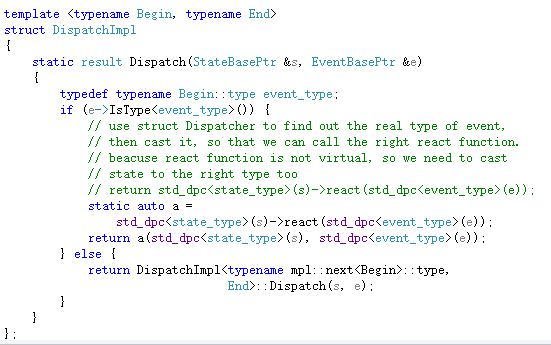 template <typename Begin, typename End>
struct DispatchImpl
{
    static result Dispatch(StateBasePtr &s, EventBasePtr &e)
    {
        typedef typename Begin::type event_type;
        if (e->IsType<event_type>()) {
            // use struct Dispatcher to find out the real type of event,
            // then cast it, so that we can call the right react function.
            // beacuse react function is not virtual, so we need to cast
            // state to the right type too
            // return std_dpc<state_type>(s)->react(std_dpc<event_type>(e));
            static auto a =
                std_dpc<state_type>(s)->react(std_dpc<event_type>(e));
            return a(std_dpc<state_type>(s), std_dpc<event_type>(e));
        } else {
            return DispatchImpl<typename mpl::next<Begin>::type,
                                End>::Dispatch(s, e);
        }
    }
};